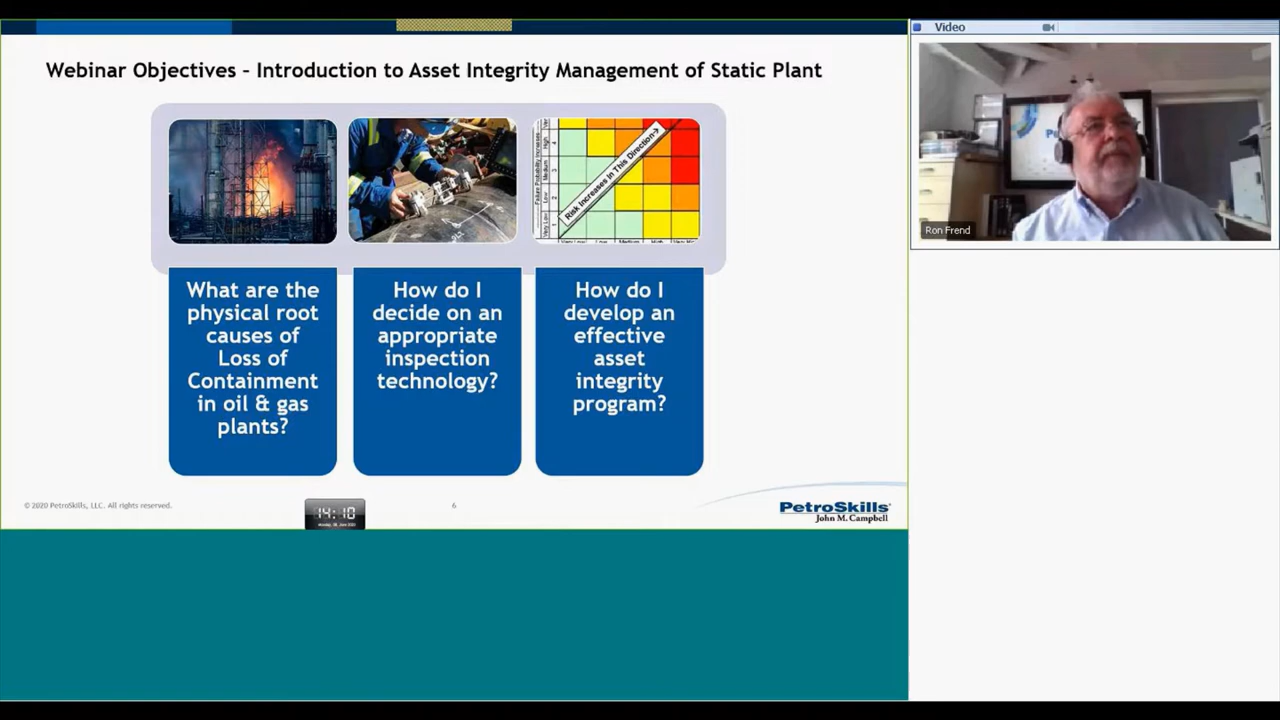 Video
Webinar Objectives – Introduction to Asset Integrity Management of Static Plant
Risk Increases in This Direction
What are the
physical root
causes of
Loss of
Containment
in oil & gas
plants?
How do I
decide on an
appropriate
inspection
technology?
How do I
develop an
effective
asset
integrity
program?
Ron Frend
© 2020 PetroSkills, LLC. All rights reserved.
14:10
6
PetroSkills
John M. Campbell